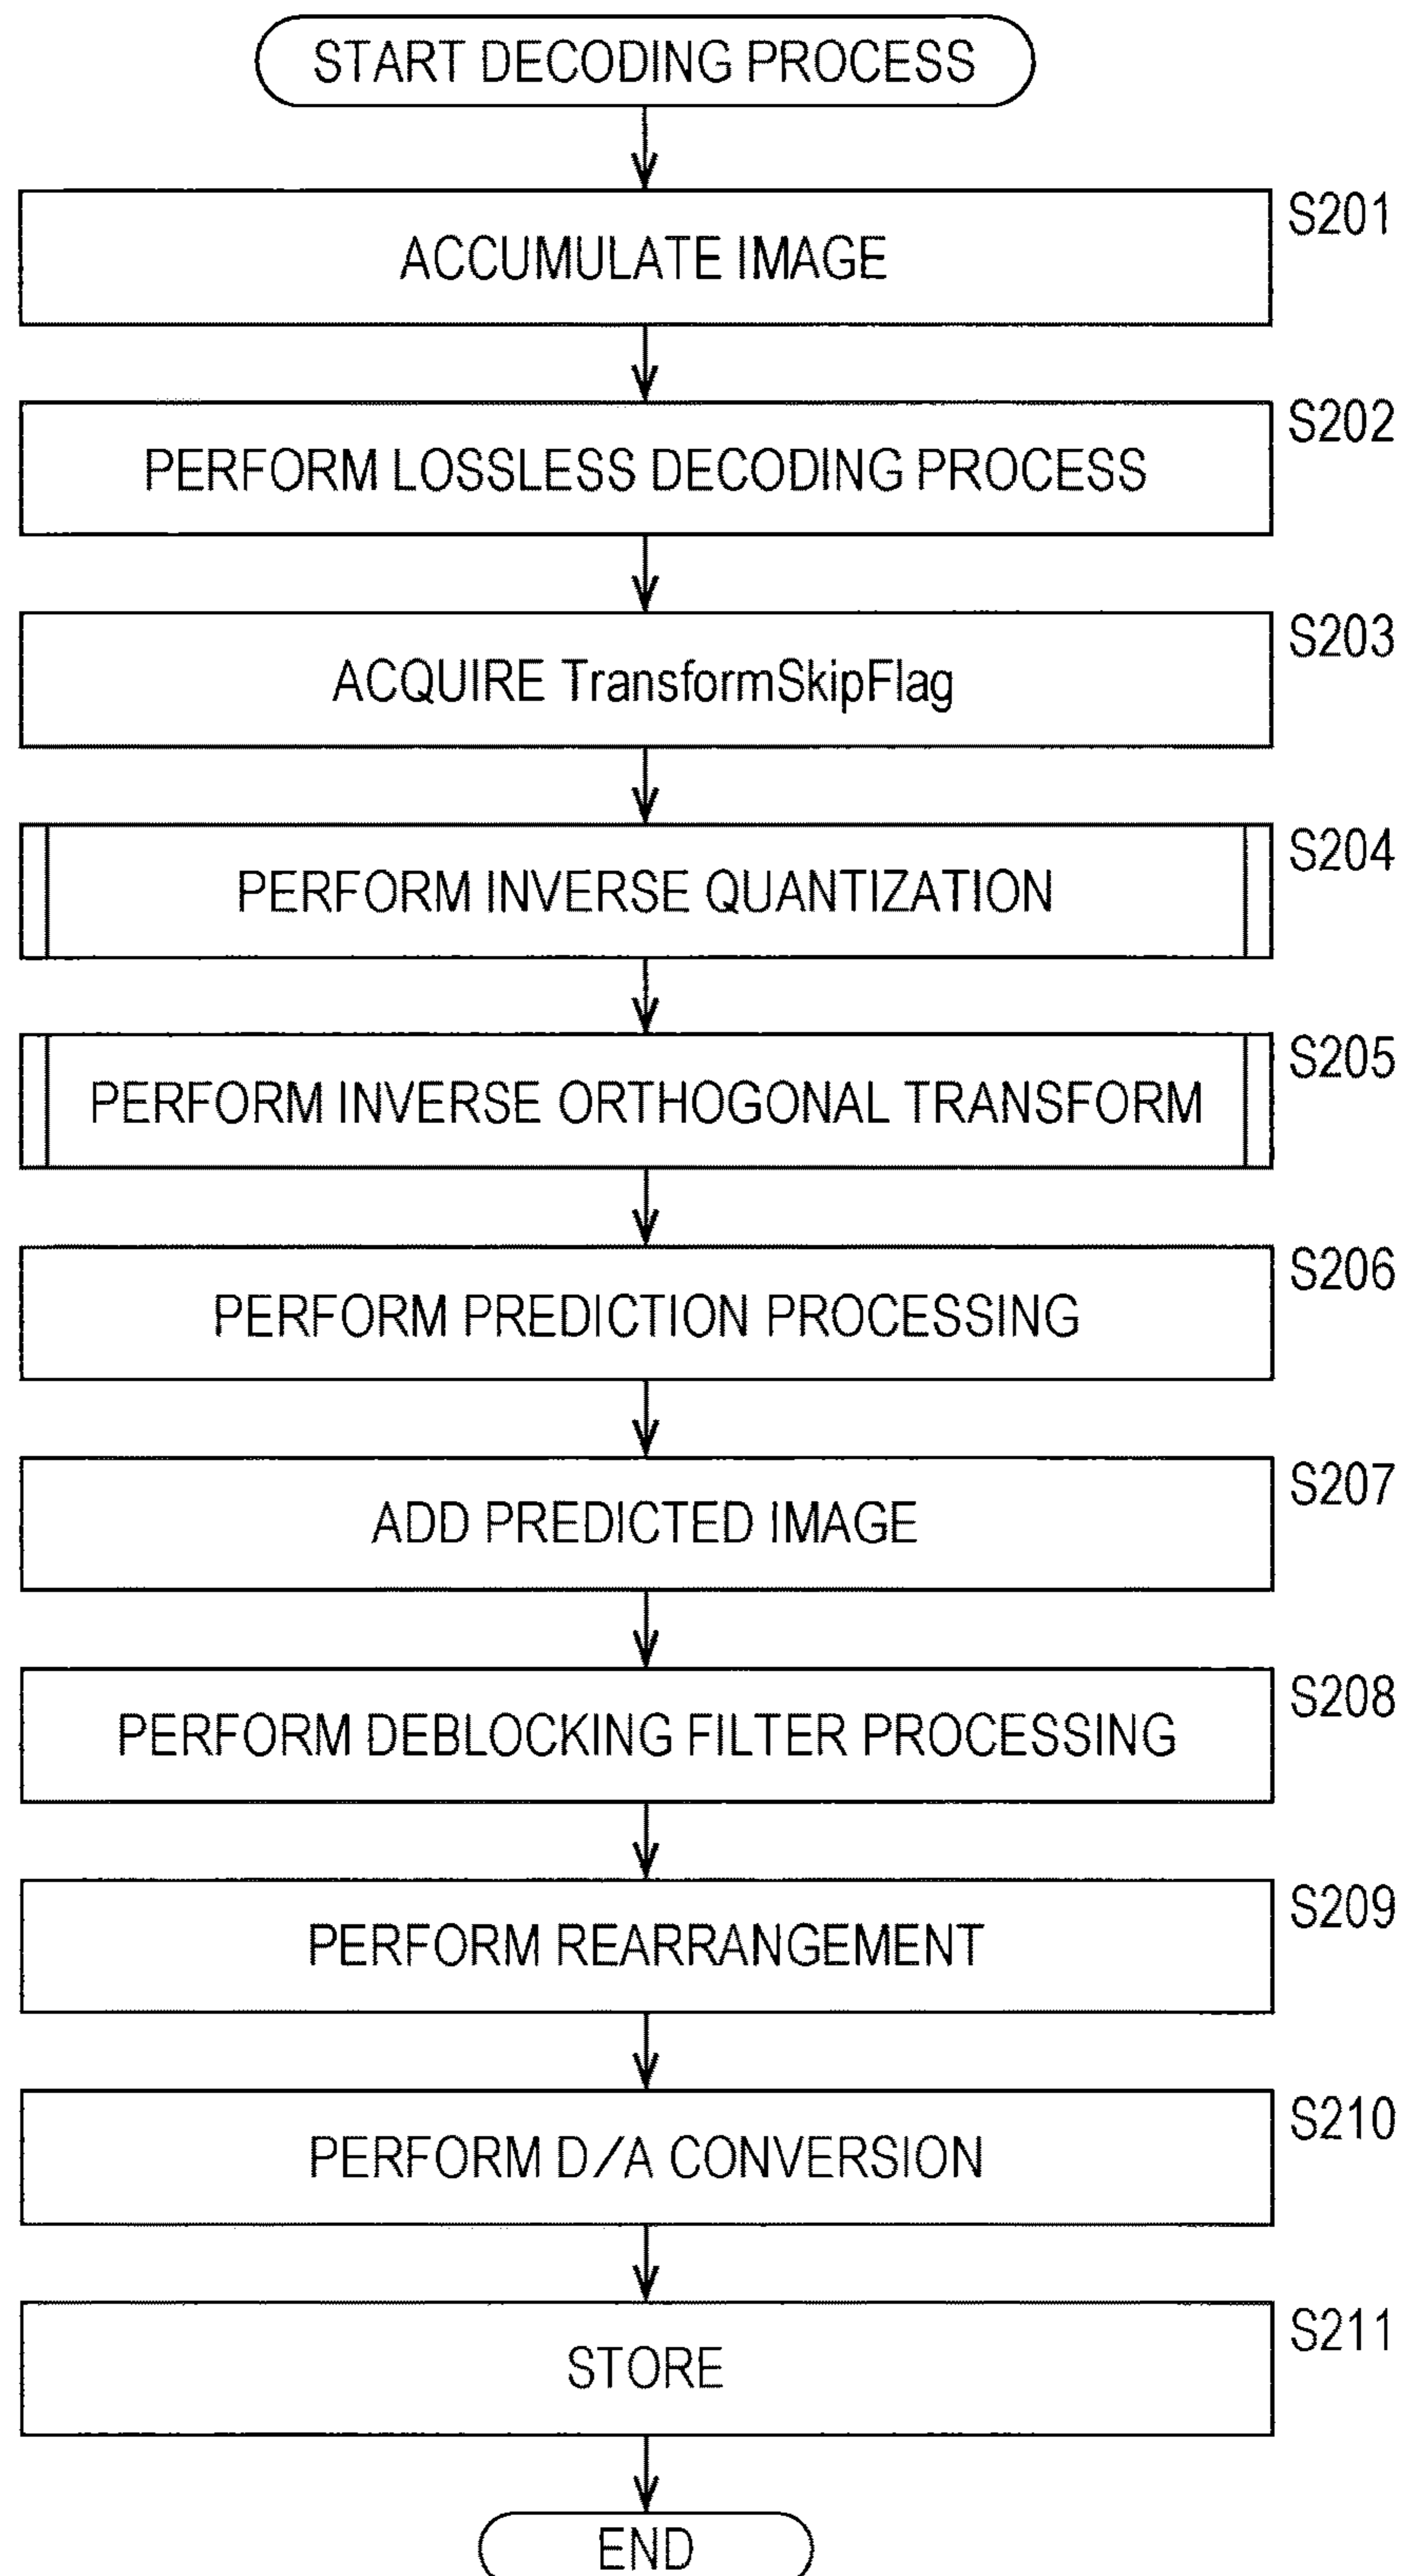 START DECODING PROCESS
S201
ACCUMULATE IMAGE
S202
PERFORM LOSSLESS DECODING PROCESS
S203
ACQUIRE TransformSkipFlag
S204
PERFORM INVERSE QUANTIZATION
S205
PERFORM INVERSE ORTHOGONAL TRANSFORM
S206
PERFORM PREDICTION PROCESSING
S207
ADD PREDICTED IMAGE
S208
PERFORM DEBLOCKING FILTER PROCESSING
S209
PERFORM REARRANGEMENT
S210
PERFORM D/A CONVERSION
S211
STORE
END